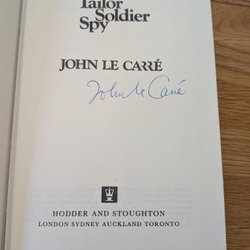 Tailor
Soldier
Spy
JOHN LE CARRÉ
John le Carré
HODDER AND STOUGHTON
LONDON SYDNEY AUCKLAND TORONTO